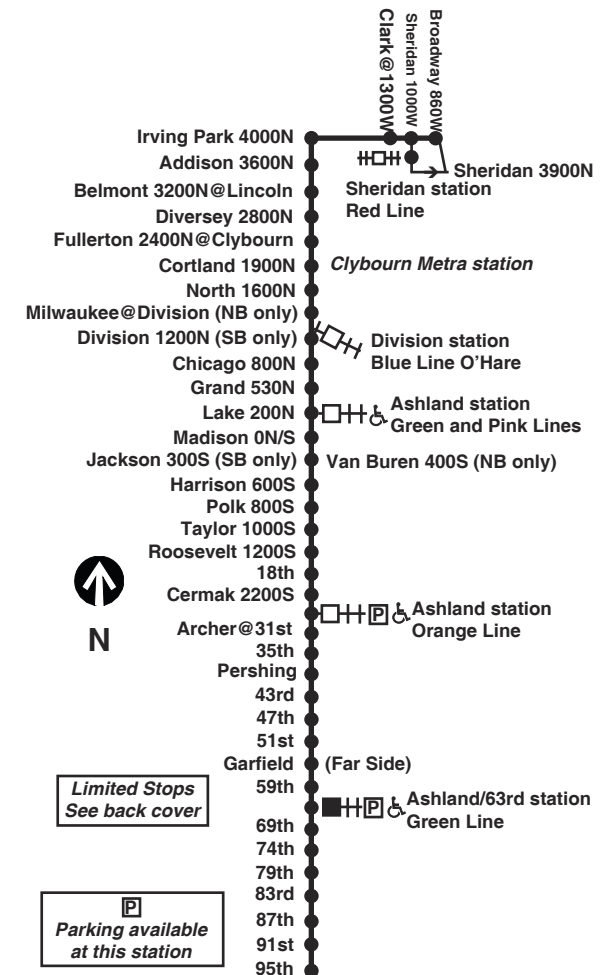 Clark@1300W
Sheridan 1000W
Broadway 860W
Irving Park 4000N
Addison 3600N
Sheridan 3900N
Sheridan station
Red Line
Belmont 3200N@Lincoln
Diversey 2800N
Fullerton 2400N@Clybourn
Cortland 1900N
Clybourn Metra station
North 1600N
Milwaukee@Division (NB only)
Division 1200N (SB only)
Division station
Blue Line O'Hare
Chicago 800N
Grand 530N
Lake 200N
Ashland station
Green and Pink Lines
Madison 0N/S
Jackson 300S (SB only)
Van Buren 400S (NB only)
Harrison 600S
Polk 800S
Taylor 1000S
Roosevelt 1200S
18th
Cermak 2200S
N
P
Ashland station
Orange Line
Archer@31st
35th
Pershing
43rd
47th
51st
Garfield
(Far Side)
59th
Limited Stops
See back cover
P
Ashland/63rd station
Green Line
69th
74th
79th
83rd
87th
91st
95th
P
Parking available
at this station